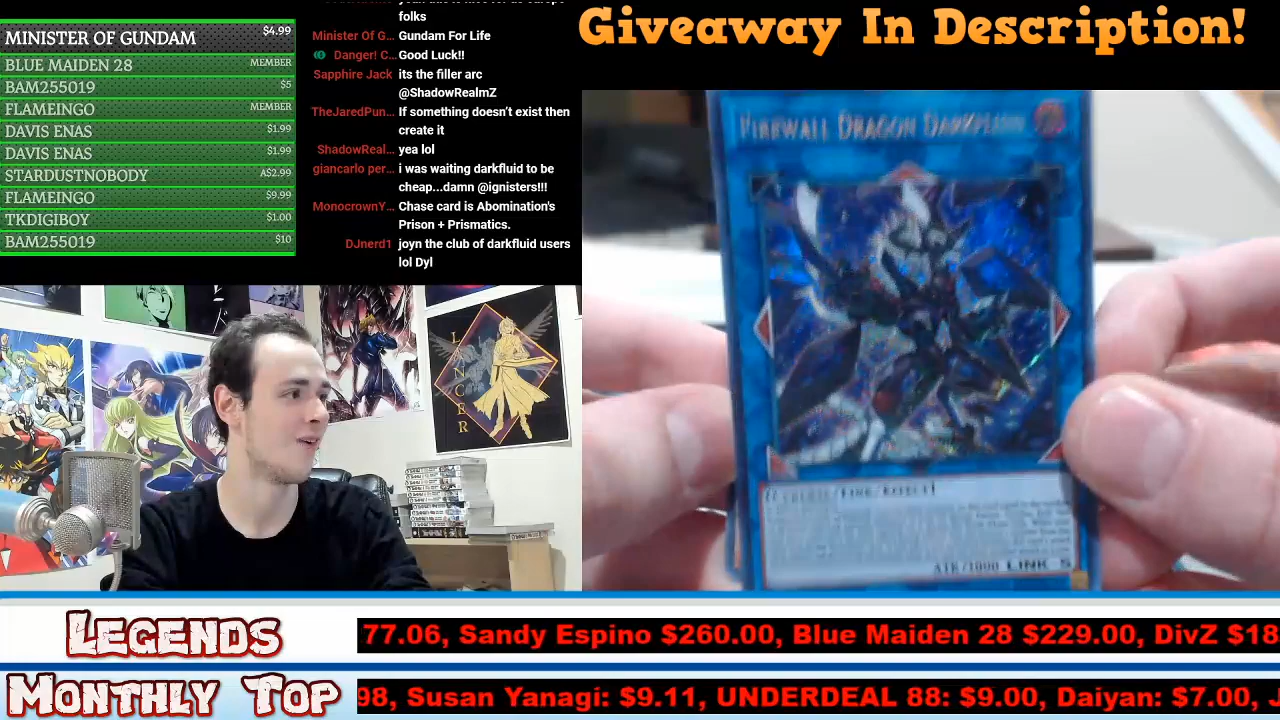 MINISTER OF GUNDAM $4.99
BLUE MAIDEN 28 MEMBER
BAM255019 $5
FLAMEINGO MEMBER
DAVIS ENAS $1.99
DAVIS ENAS $1.99
STARDUSTNOBODY A$2.99
FLAMEINGO $9.99
TKDIGIBOY $1.00
BAM255019 $10
folks
Minister Of G... Gundam For Life
Danger! C... Good Luck!!
Sapphire Jack its the filler arc
@ShadowRealmZ
TheJaredPun... If something doesn't exist then
create it
ShadowReal... yea lol
giancarlo per... i was waiting darkfluid to be
cheap...damn @ignisters!!!
MonocrownY... Chase card is Abomination's
Prison + Prismatics.
DJnerd1 joyn the club of darkfluid users
lol Dyl
Giveaway In Description!
FIREWALL DRAGON DARKFLUID
ATK/3000 LINK-5
LANCER
LEGENDS
77.06, Sandy Espino $260.00, Blue Maiden 28 $229.00, DivZ $18
MONTHLY TOP
98, Susan Yanagi: $9.11, UNDERDEAL 88: $9.00, Daiyan: $7.00, J